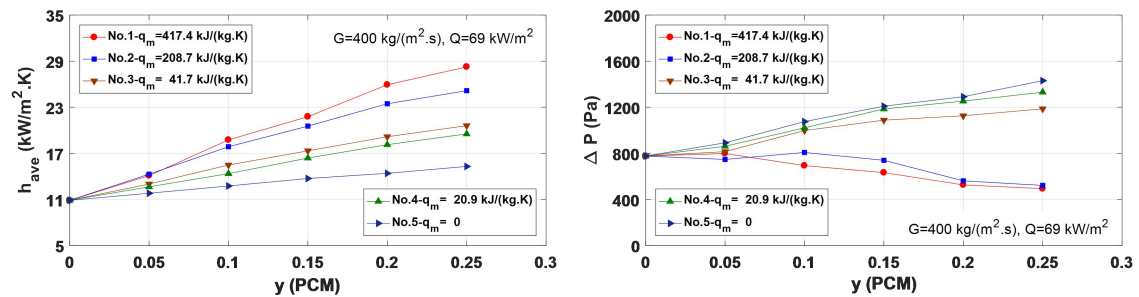 35
29
23
17
11
5
h_ave (kW/m².K)
No.1-q_m=417.4 kJ/(kg.K)
No.2-q_m=208.7 kJ/(kg.K)
No.3-q_m= 41.7 kJ/(kg.K)
G=400 kg/(m².s), Q=69 kW/m²
No.4-q_m= 20.9 kJ/(kg.K)
No.5-q_m= 0
0 0.05 0.1 0.15 0.2 0.25 0.3
y (PCM)
2000
1600
1200
800
400
0
Δ P (Pa)
No.1-q_m=417.4 kJ/(kg.K)
No.2-q_m=208.7 kJ/(kg.K)
No.3-q_m= 41.7 kJ/(kg.K)
No.4-q_m= 20.9 kJ/(kg.K)
No.5-q_m= 0
G=400 kg/(m².s), Q=69 kW/m²
0 0.05 0.1 0.15 0.2 0.25 0.3
y (PCM)